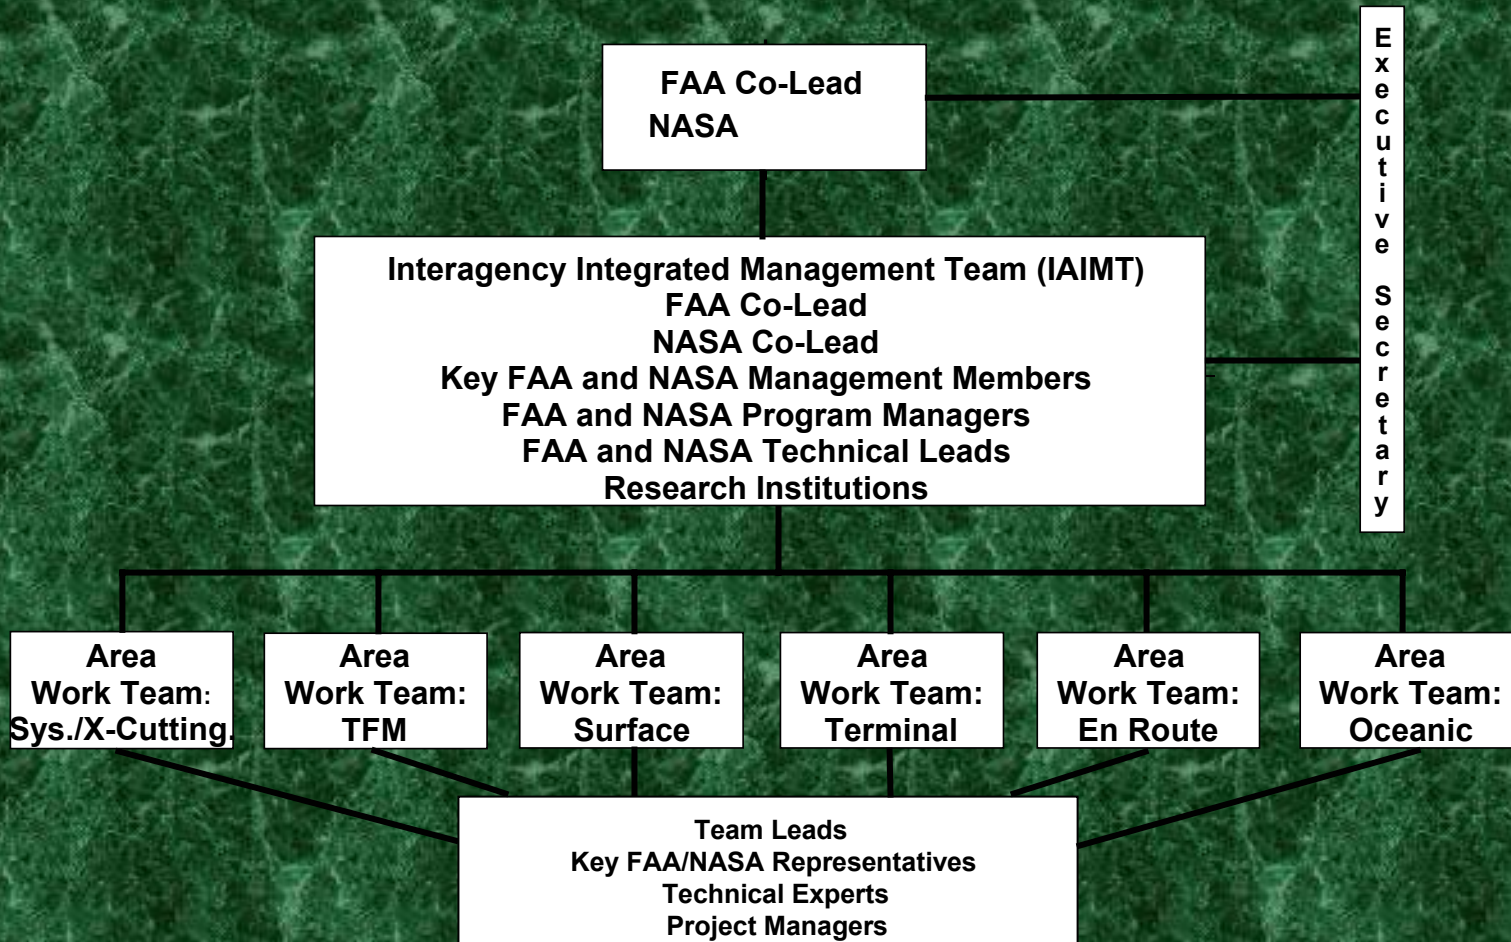 FAA Co-Lead
NASA
Executive Secretary
Interagency Integrated Management Team (IAIMT)
FAA Co-Lead
NASA Co-Lead
Key FAA and NASA Management Members
FAA and NASA Program Managers
FAA and NASA Technical Leads
Research Institutions
Area
Work Team:
Sys./X-Cutting.
Area
Work Team:
TFM
Area
Work Team:
Surface
Area
Work Team:
Terminal
Area
Work Team:
En Route
Area
Work Team:
Oceanic
Team Leads
Key FAA/NASA Representatives
Technical Experts
Project Managers